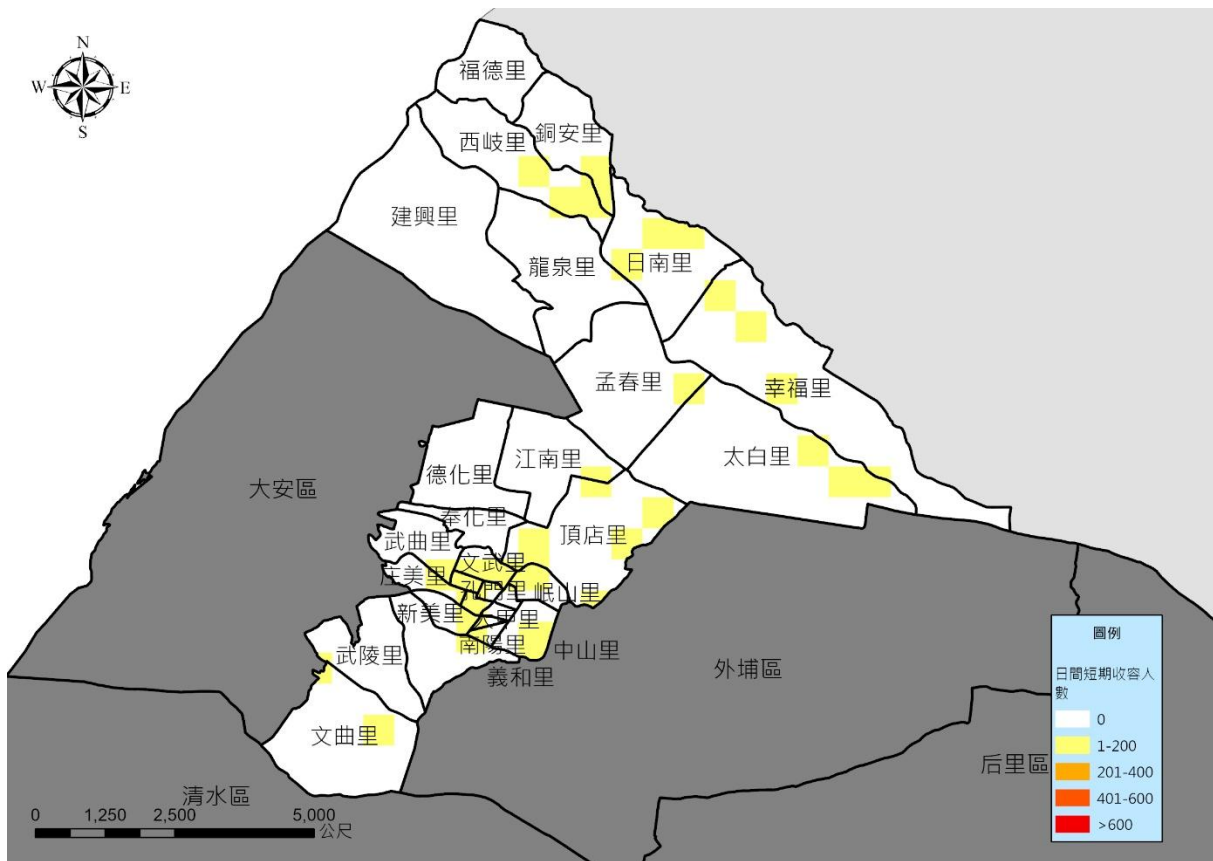 N
W
E
S
福德里
銅安里
西岐里
建興里
龍泉里
日南里
孟春里
幸福里
太白里
江南里
德化里
大安區
奉化里
頂店里
武曲里
文武里
庄美里
孔門里
岷山里
新美里
大甲里
南陽里
中山里
武陵里
義和里
外埔區
文曲里
后里區
清水區
0 1,250 2,500 5,000
公尺
圖例
日間短期收容人
數
0
1-200
201-400
401-600
>600